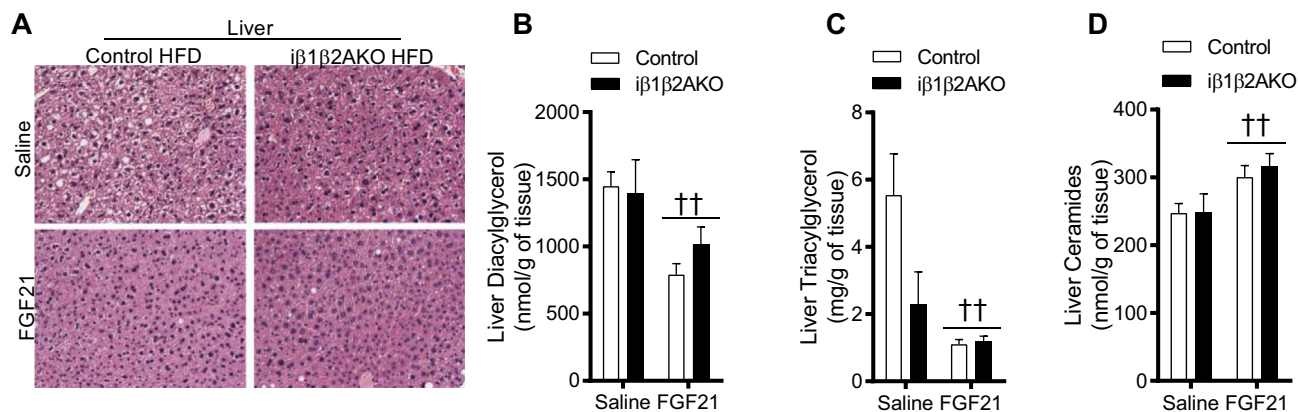 A
Liver
Control HFD
iβ1β2AKO HFD
Saline
FGF21
B
Control
iβ1β2AKO
Liver Diacylglycerol
(nmol/g of tissue)
2000
1500
1000
500
0
††
Saline FGF21
C
Control
iβ1β2AKO
Liver Triacylglycerol
(mg/g of tissue)
8
6
4
2
0
††
Saline FGF21
D
Control
iβ1β2AKO
Liver Ceramides
(nmol/g of tissue)
400
300
200
100
0
††
Saline FGF21